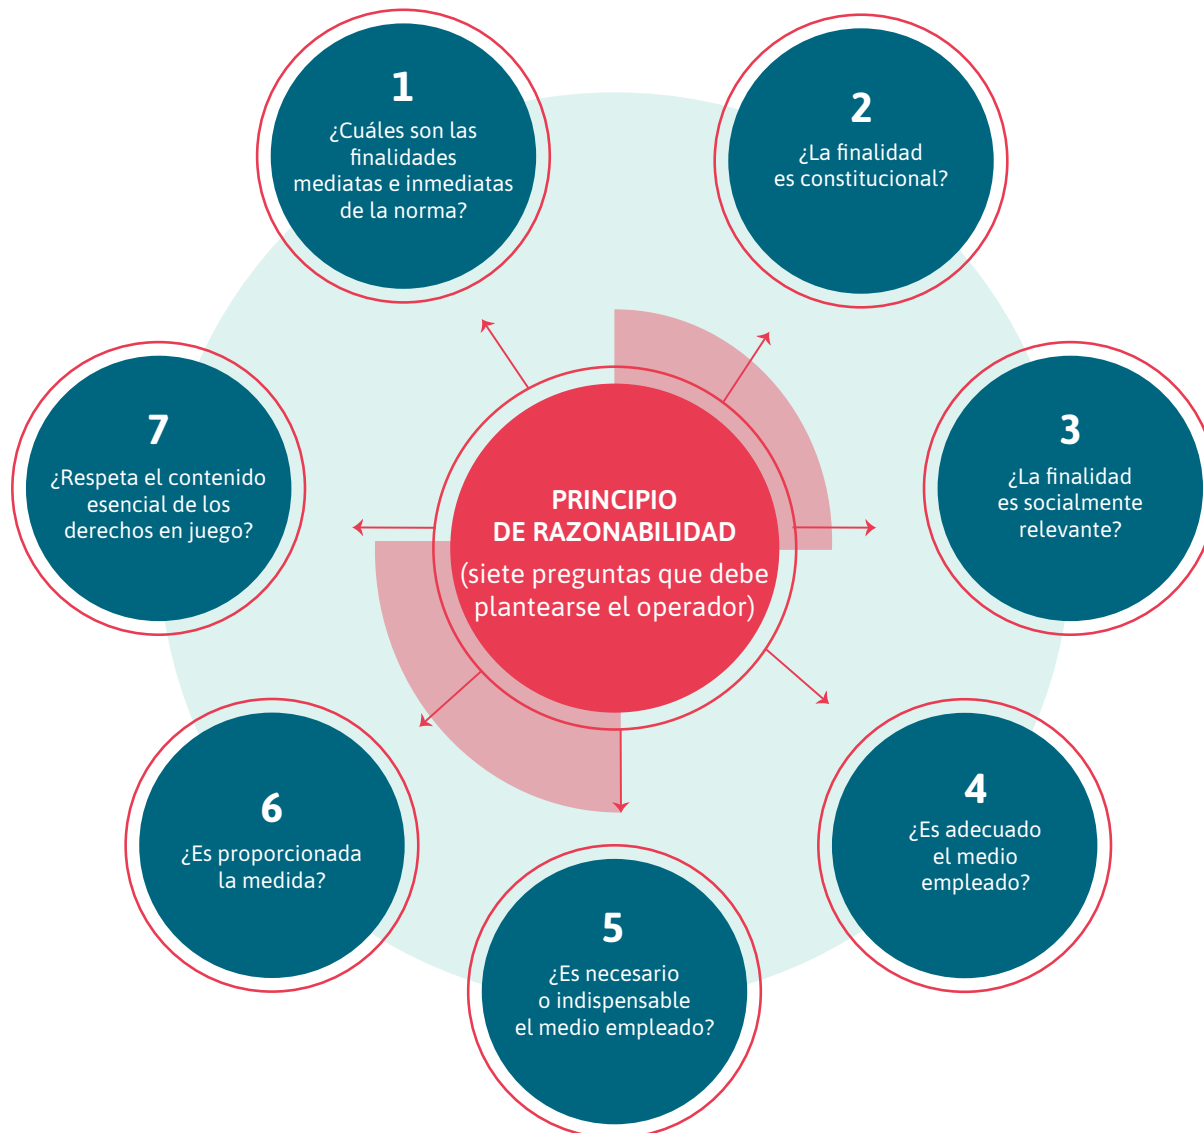 1
¿Cuáles son las
finalidades
mediatas e inmediatas
de la norma?
2
¿La finalidad
es constitucional?
3
¿La finalidad
es socialmente
relevante?
4
¿Es adecuado
el medio
empleado?
5
¿Es necesario
o indispensable
el medio empleado?
6
¿Es proporcionada
la medida?
7
¿Respeta el contenido
esencial de los
derechos en juego?
PRINCIPIO
DE RAZONABILIDAD
(siete preguntas que debe
plantearse el operador)